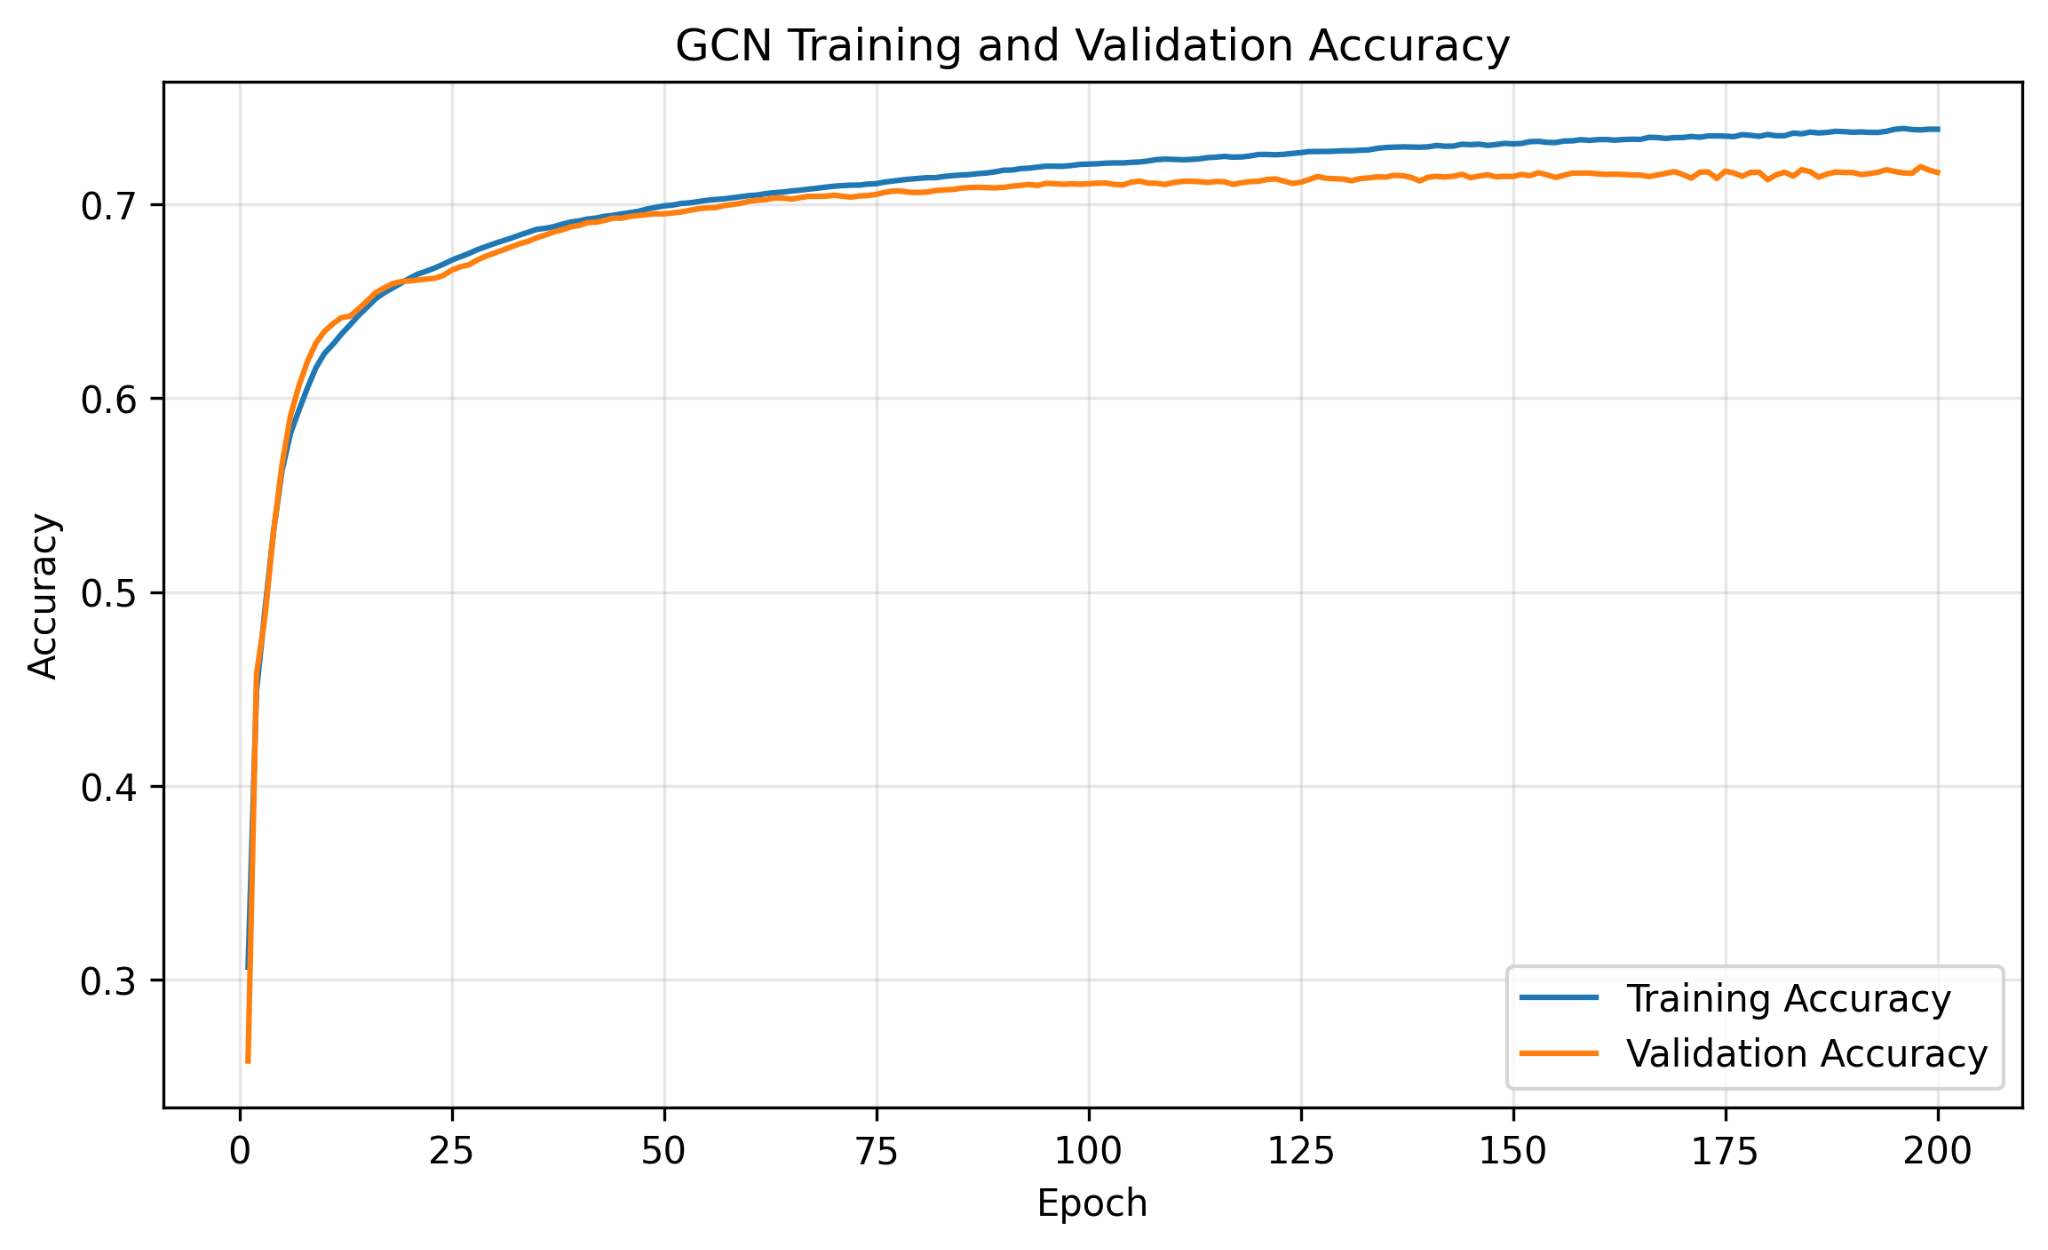 GCN Training and Validation Accuracy
Accuracy
0.7
0.6
0.5
0.4
0.3
Training Accuracy
Validation Accuracy
0 25 50 75 100 125 150 175 200
Epoch